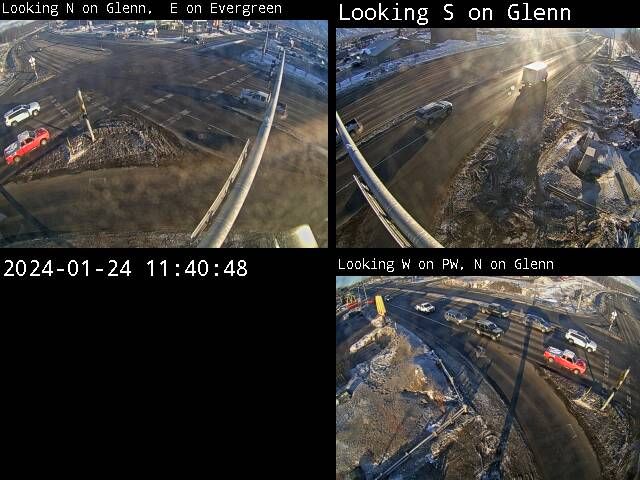 Looking N on Glenn, E on Evergreen
Looking S on Glenn
2024-01-24 11:40:48
Looking W on PW, N on Glenn